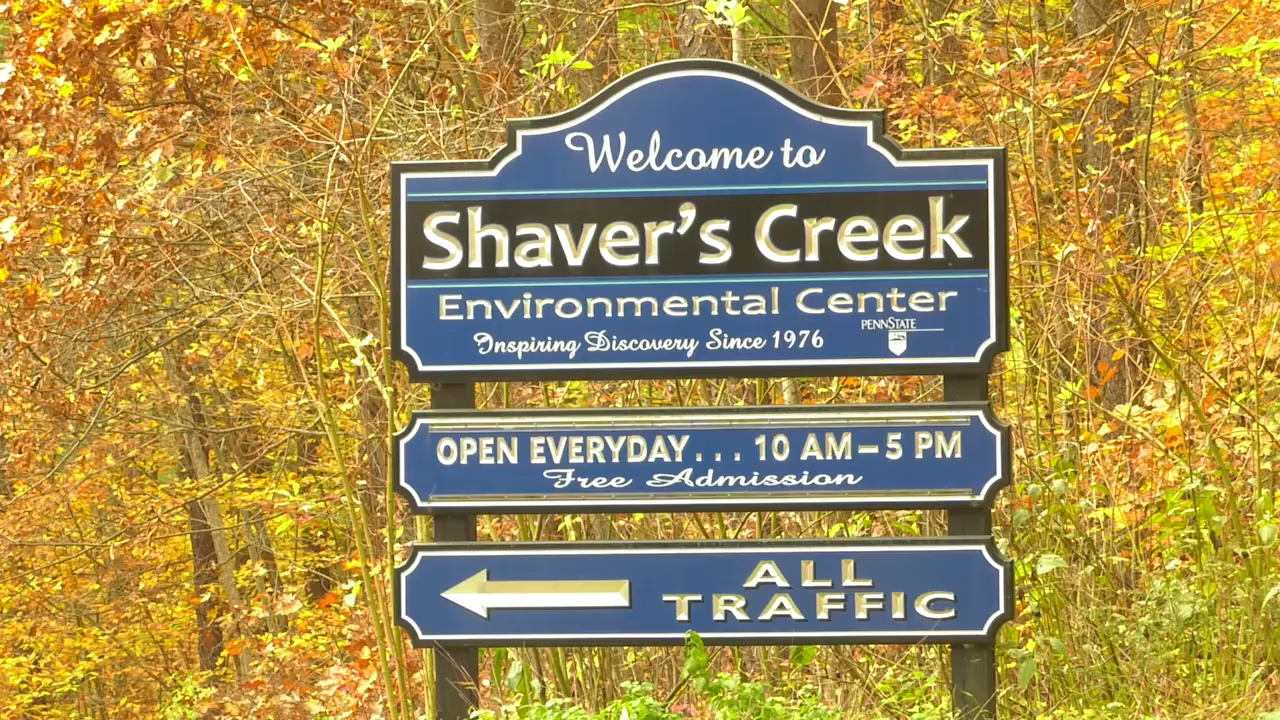 Welcome to
Shaver's Creek
Environmental Center
Inspiring Discovery Since 1976
PENNSTATE
OPEN EVERYDAY... 10 AM–5 PM
Free Admission
ALL
TRAFFIC